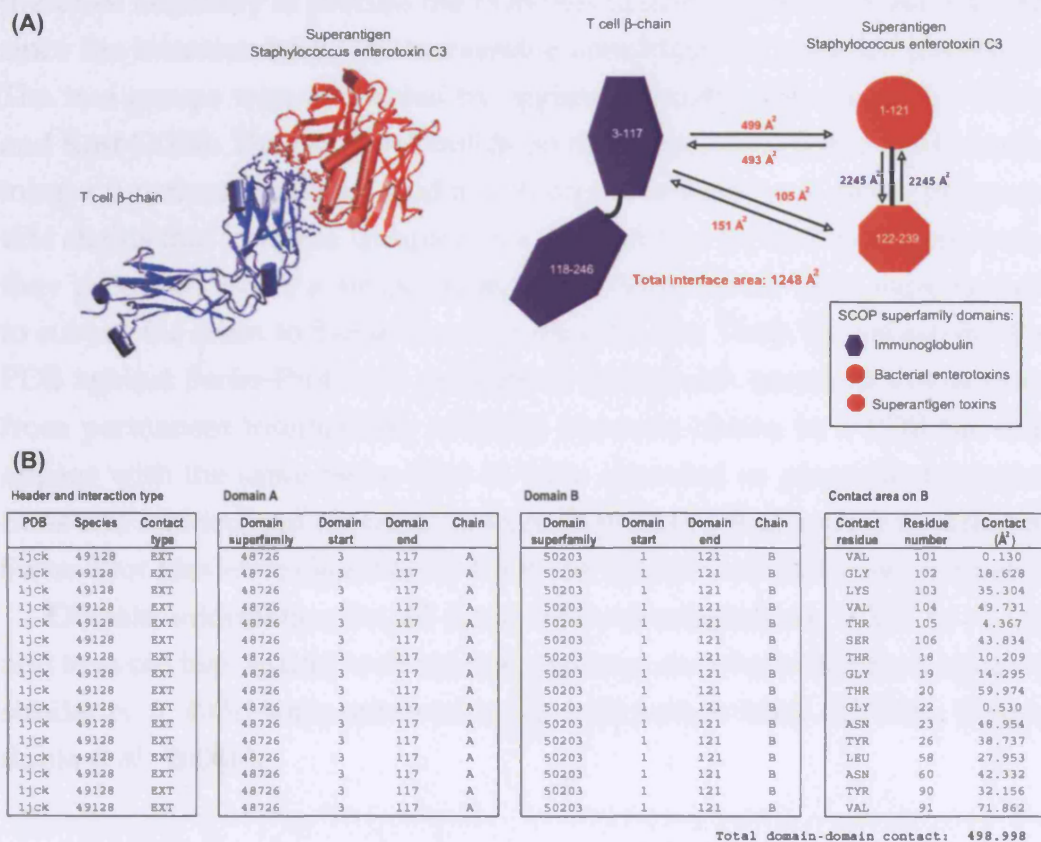 (A)
Superantigen
Staphylococcus enterotoxin C3
T cell β-chain
T cell β-chain
Superantigen
Staphylococcus enterotoxin C3
3-117
1-121
499 Å²
493 Å²
2245 Å²
2245 Å²
105 Å²
151 Å²
118-246
122-239
Total interface area: 1248 Å²
SCOP superfamily domains:
Immunoglobulin
Bacterial enterotoxins
Superantigen toxins
(B)
Header and interaction type Domain A Domain B Contact area on B
PDB Species Contact type Domain superfamily Domain start Domain end Chain Domain superfamily Domain start Domain end Chain Contact residue Residue number Contact (Å²)
1jck 49128 EXT 48726 3 117 A 50203 1 121 B VAL 101 0.130
1jck 49128 EXT 48726 3 117 A 50203 1 121 B GLY 102 18.628
1jck 49128 EXT 48726 3 117 A 50203 1 121 B LYS 103 35.304
1jck 49128 EXT 48726 3 117 A 50203 1 121 B VAL 104 49.731
1jck 49128 EXT 48726 3 117 A 50203 1 121 B THR 105 4.367
1jck 49128 EXT 48726 3 117 A 50203 1 121 B SER 106 43.834
1jck 49128 EXT 48726 3 117 A 50203 1 121 B THR 18 10.209
1jck 49128 EXT 48726 3 117 A 50203 1 121 B GLY 19 14.295
1jck 49128 EXT 48726 3 117 A 50203 1 121 B THR 20 59.974
1jck 49128 EXT 48726 3 117 A 50203 1 121 B GLY 22 0.530
1jck 49128 EXT 48726 3 117 A 50203 1 121 B ASN 23 48.954
1jck 49128 EXT 48726 3 117 A 50203 1 121 B TYR 26 38.737
1jck 49128 EXT 48726 3 117 A 50203 1 121 B LEU 58 27.953
1jck 49128 EXT 48726 3 117 A 50203 1 121 B ASN 60 42.332
1jck 49128 EXT 48726 3 117 A 50203 1 121 B TYR 90 32.156
1jck 49128 EXT 48726 3 117 A 50203 1 121 B VAL 91 71.862
Total domain-domain contact: 498.998